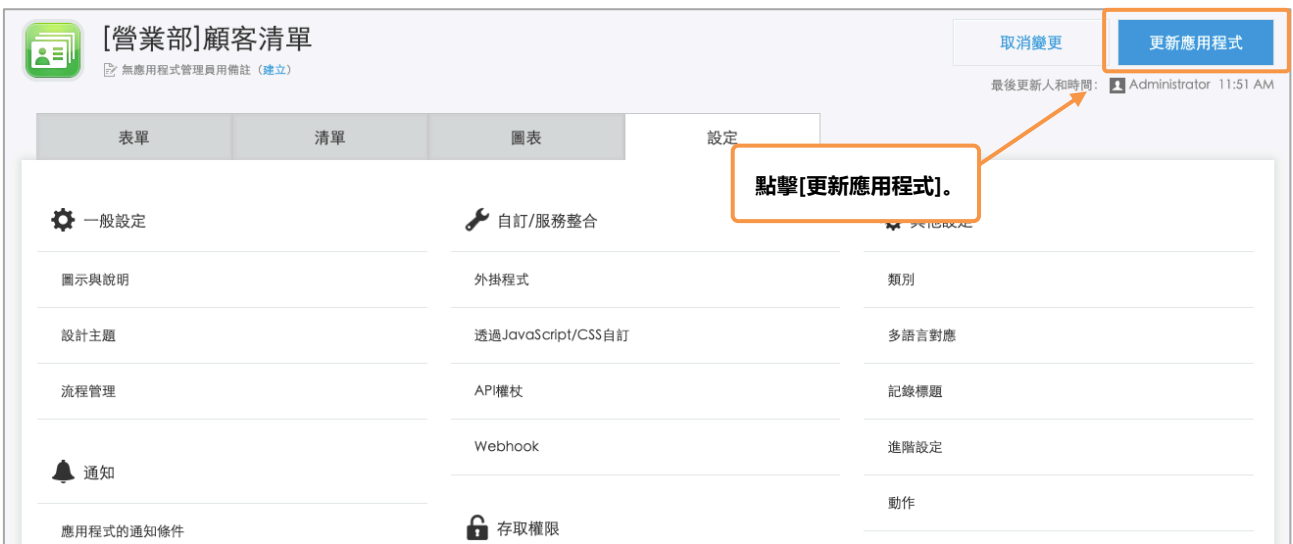 [營業部]顧客清單
無應用程式管理員用備註（建立）
取消變更
更新應用程式
最後更新人和時間： Administrator 11:51 AM
表單
清單
圖表
設定
點擊[更新應用程式]。
一般設定
圖示與說明
設計主題
流程管理
通知
應用程式的通知條件
自訂/服務整合
外掛程式
透過JavaScript/CSS自訂
API權杖
Webhook
存取權限
其他設定
類別
多語言對應
記錄標題
進階設定
動作